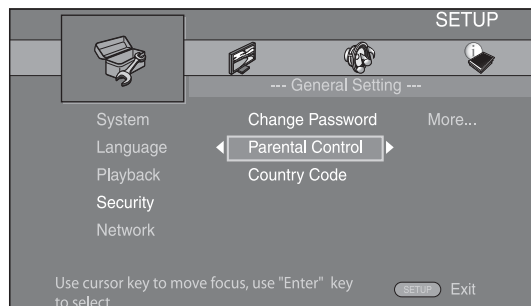 SETUP
--- General Setting ---
System Change Password More...
Language Parental Control
Playback Country Code
Security
Network
Use cursor key to move focus, use "Enter" key
to select
SETUP Exit